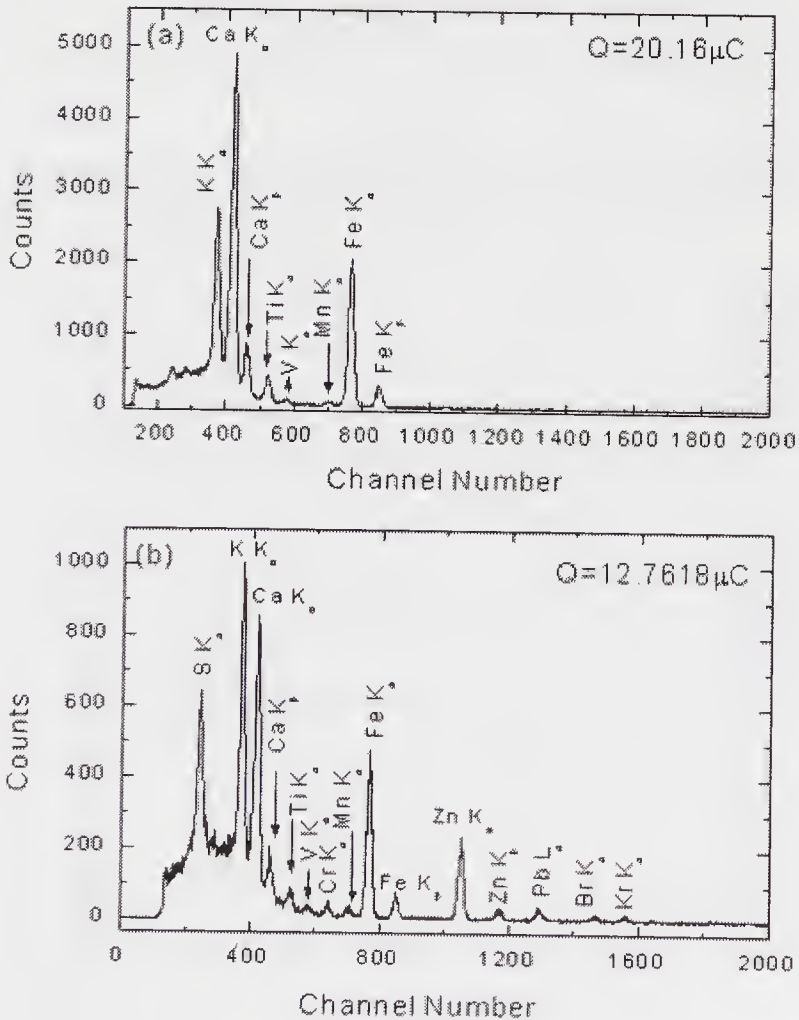 (a)
Ca Kα
Q=20.16μC
5000
4000
3000
2000
1000
0
Counts
K Kα
Ca Kβ
Ti Kα
V Kα
Mn Kα
Fe Kα
Fe Kβ
200 400 600 800 1000 1200 1400 1600 1800 2000
Channel Number
(b)
K Kα
Q=12.7618μC
Ca Kα
1000
800
600
400
200
0
Counts
S Kα
Ca Kβ
Ti Kα
V Kα
Cr Kα
Mn Kα
Fe Kα
Fe Kβ
Zn Kα
Zn Kβ
Pb Lα
Br Kα
Kr Kα
0 400 800 1200 1600 2000
Channel Number